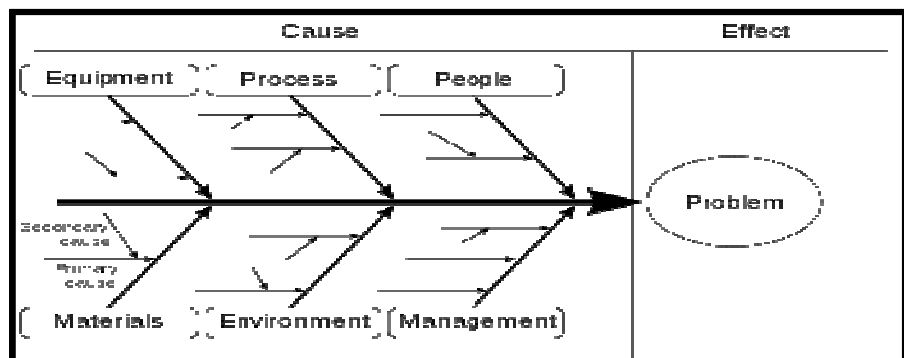 Cause
Effect
Equipment
Process
People
Problem
Secondary
cause
Primary
cause
Materials
Environment
Management